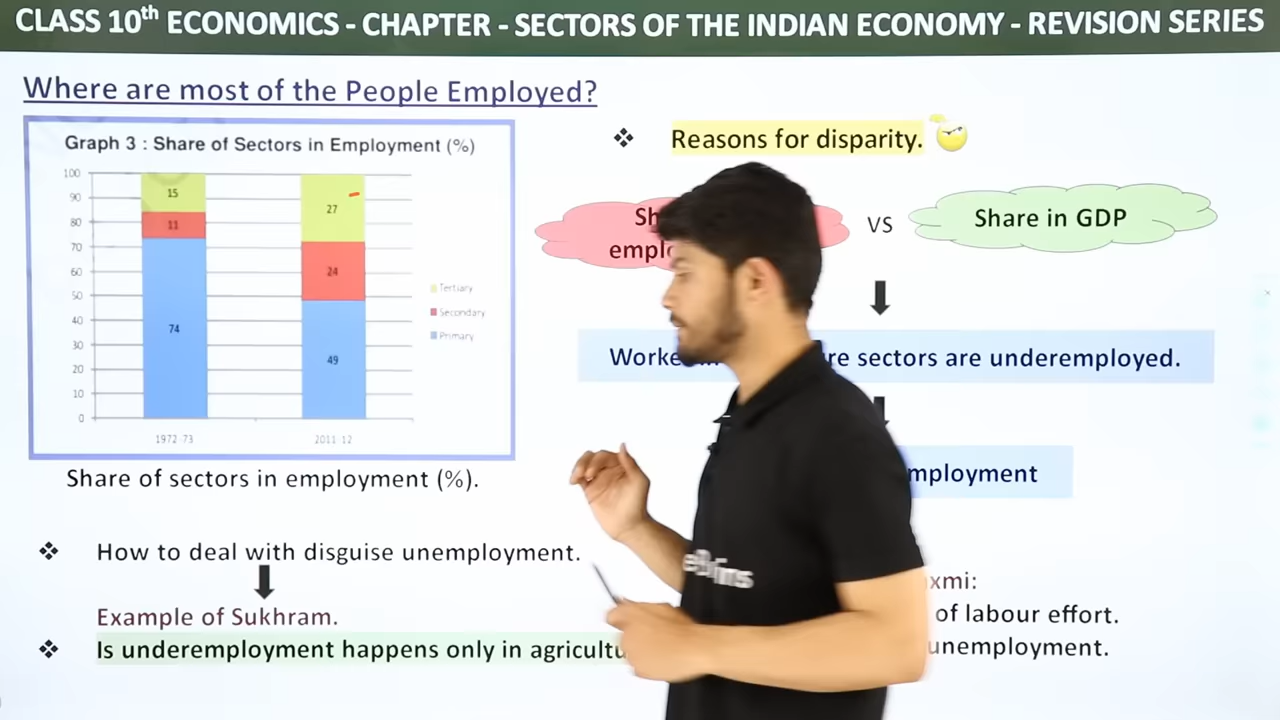 CLASS 10th ECONOMICS - CHAPTER - SECTORS OF THE INDIAN ECONOMY - REVISION SERIES
Where are most of the People Employed?
Graph 3 : Share of Sectors in Employment (%)
100
90
80
70
60
50
40
30
20
10
0
15
11
74
27
24
49
Tertiary
Secondary
Primary
1972-73
2011-12
Share of sectors in employment (%).
How to deal with disguise unemployment.
Example of Sukhram.
Is underemployment happens only in
Reasons for disparity.
VS
Share in GDP
sectors are underemployed.
of labour effort.
unemployment.